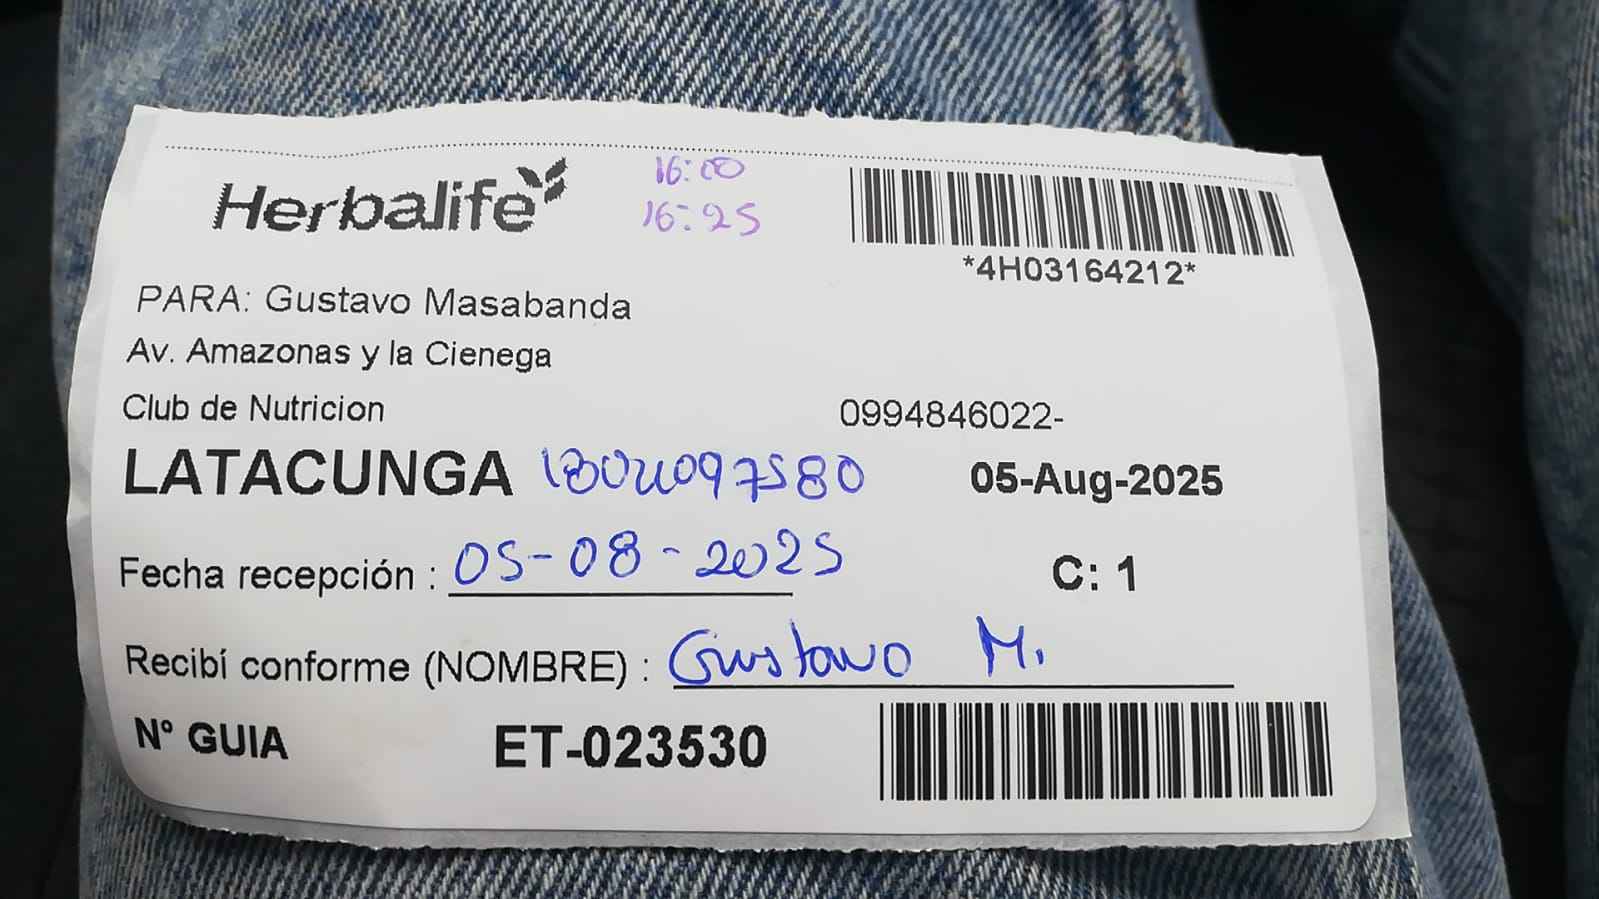 Herbalife
16:00
16:25
*4H03164212*
PARA: Gustavo Masabanda
Av. Amazonas y la Cienega
Club de Nutricion 0994846022-
LATACUNGA 05-Aug-2025
Fecha recepción : 05-08-2025 C: 1
Recibí conforme (NOMBRE) : Gustavo M.
N° GUIA ET-023530